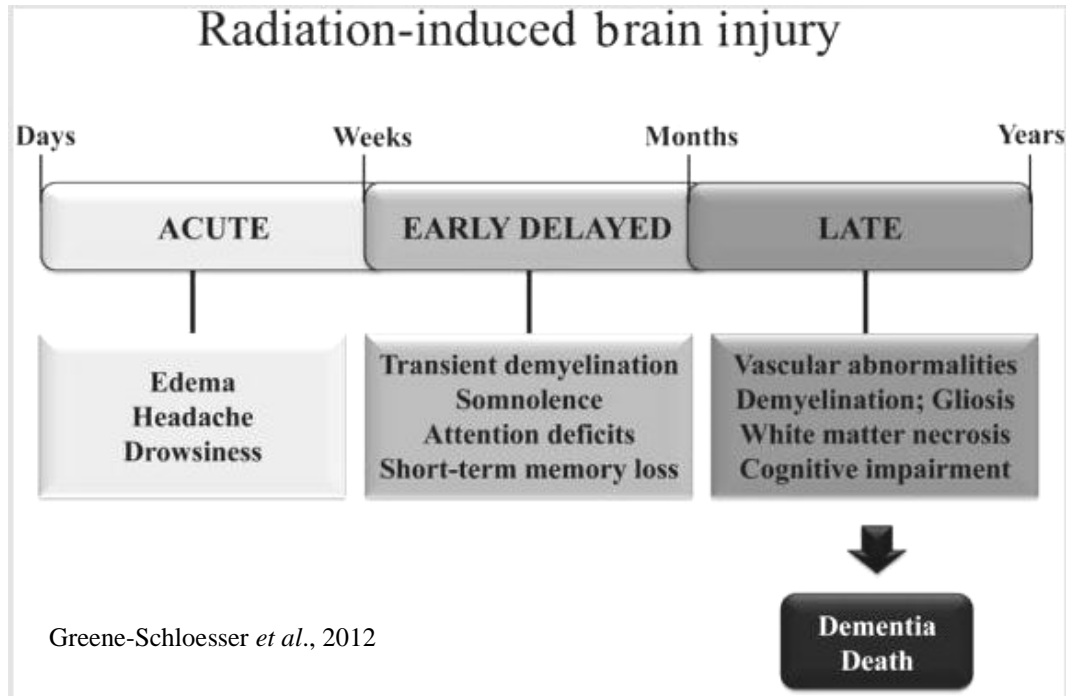 Radiation-induced brain injury
Days Weeks Months Years
ACUTE EARLY DELAYED LATE
Edema
Headache
Drowsiness
Transient demyelination
Somnolence
Attention deficits
Short-term memory loss
Vascular abnormalities
Demyelination; Gliosis
White matter necrosis
Cognitive impairment
Dementia
Death
Greene-Schloesser et al., 2012